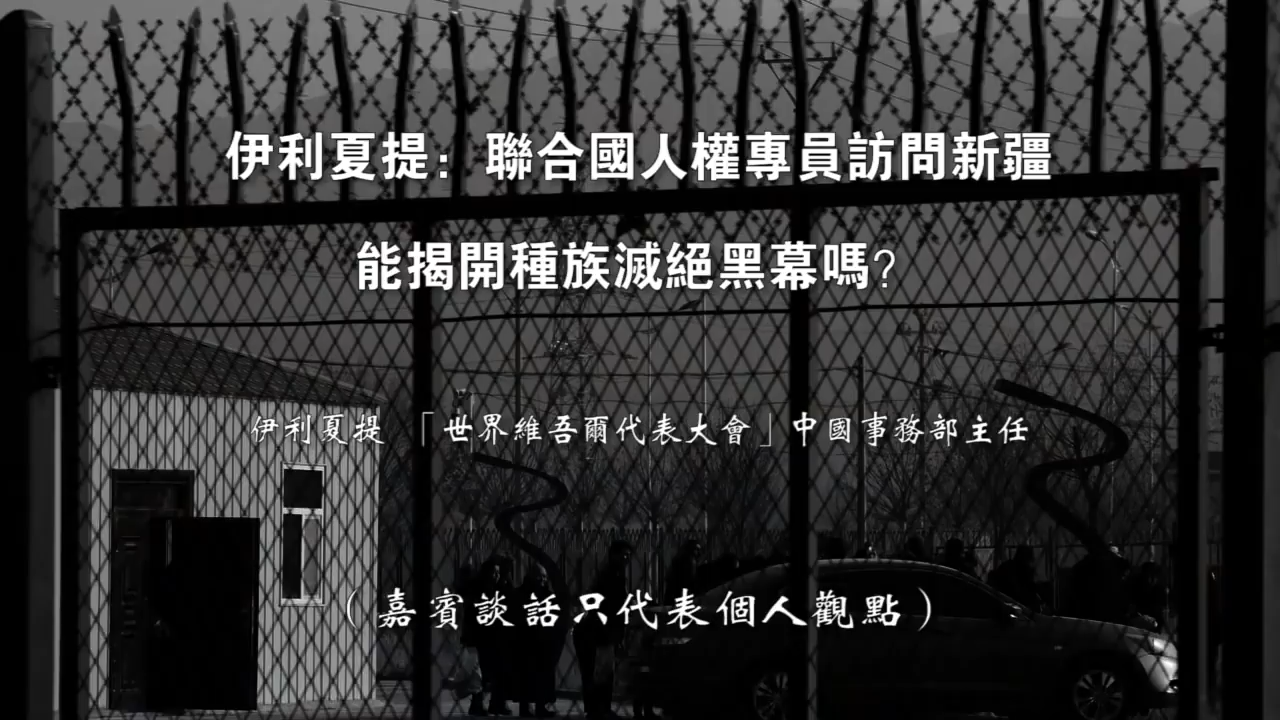 伊利夏提：聯合國人權專員訪問新疆
能揭開種族滅絕黑幕嗎？
伊利夏提 「世界維吾爾代表大會」中國事務部主任
（嘉賓談話只代表個人觀點）